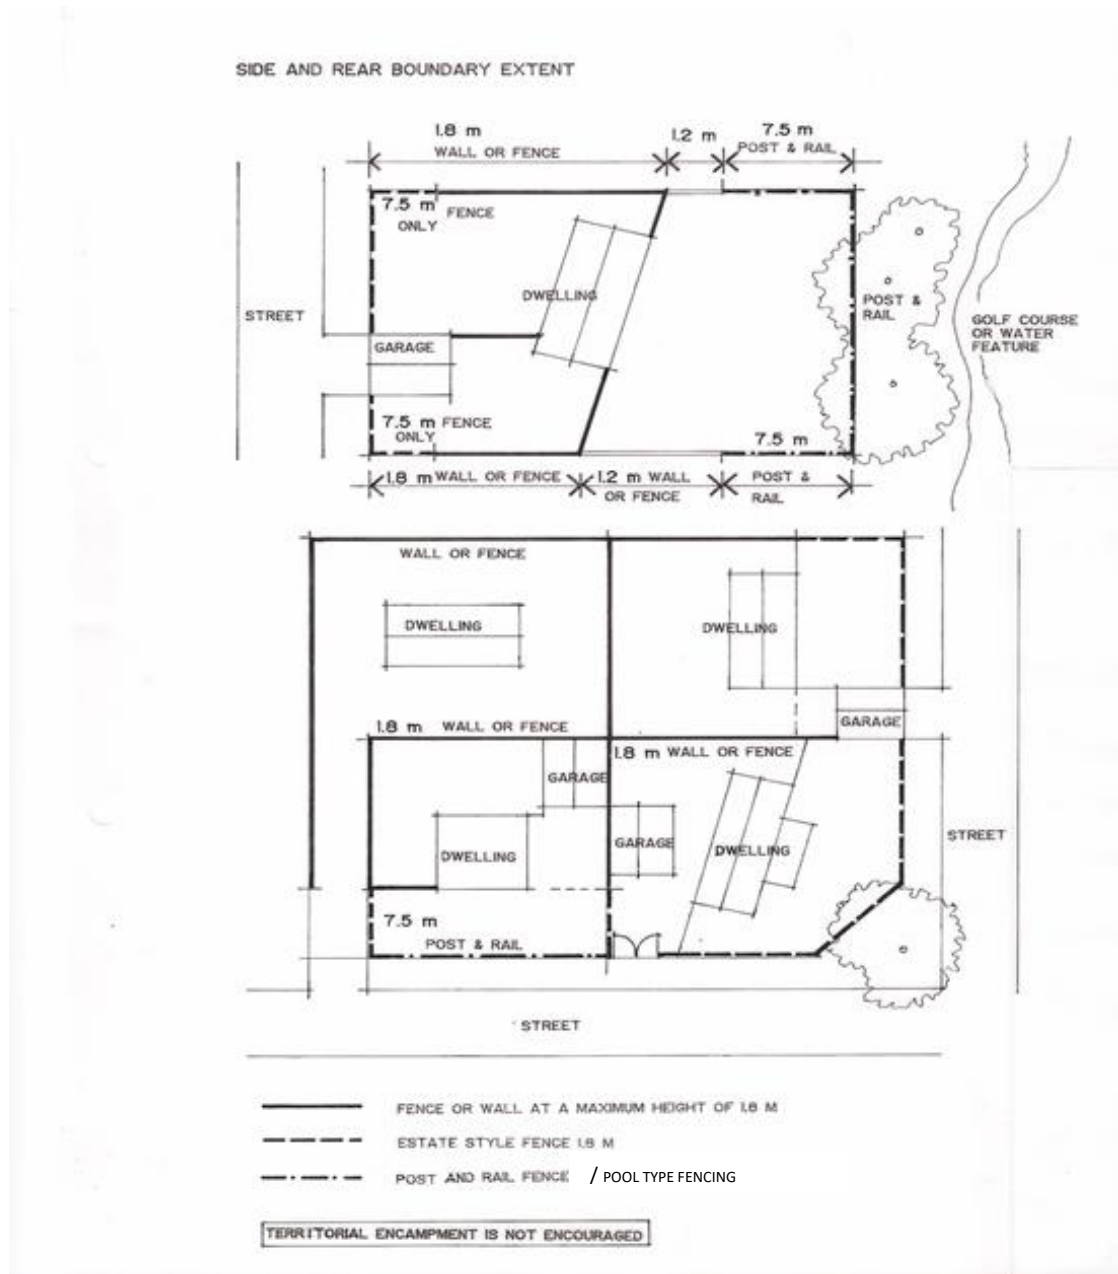 SIDE AND REAR BOUNDARY EXTENT
1.8 m
WALL OR FENCE
1.2 m
7.5 m
POST & RAIL
7.5 m
ONLY
FENCE
DWELLING
STREET
GARAGE
POST &
RAIL
GOLF COURSE
OR WATER
FEATURE
7.5 m FENCE
ONLY
7.5 m
1.8 m WALL OR FENCE
1.2 m WALL
OR FENCE
POST &
RAIL
WALL OR FENCE
DWELLING
DWELLING
GARAGE
1.8 m WALL OR FENCE
1.8 m WALL OR FENCE
GARAGE
GARAGE
DWELLING
DWELLING
STREET
7.5 m
POST & RAIL
STREET
FENCE OR WALL AT A MAXIMUM HEIGHT OF 1.8 M
ESTATE STYLE FENCE 1.8 M
POST AND RAIL FENCE / POOL TYPE FENCING
TERRITORIAL ENCAMPMENT IS NOT ENCOURAGED